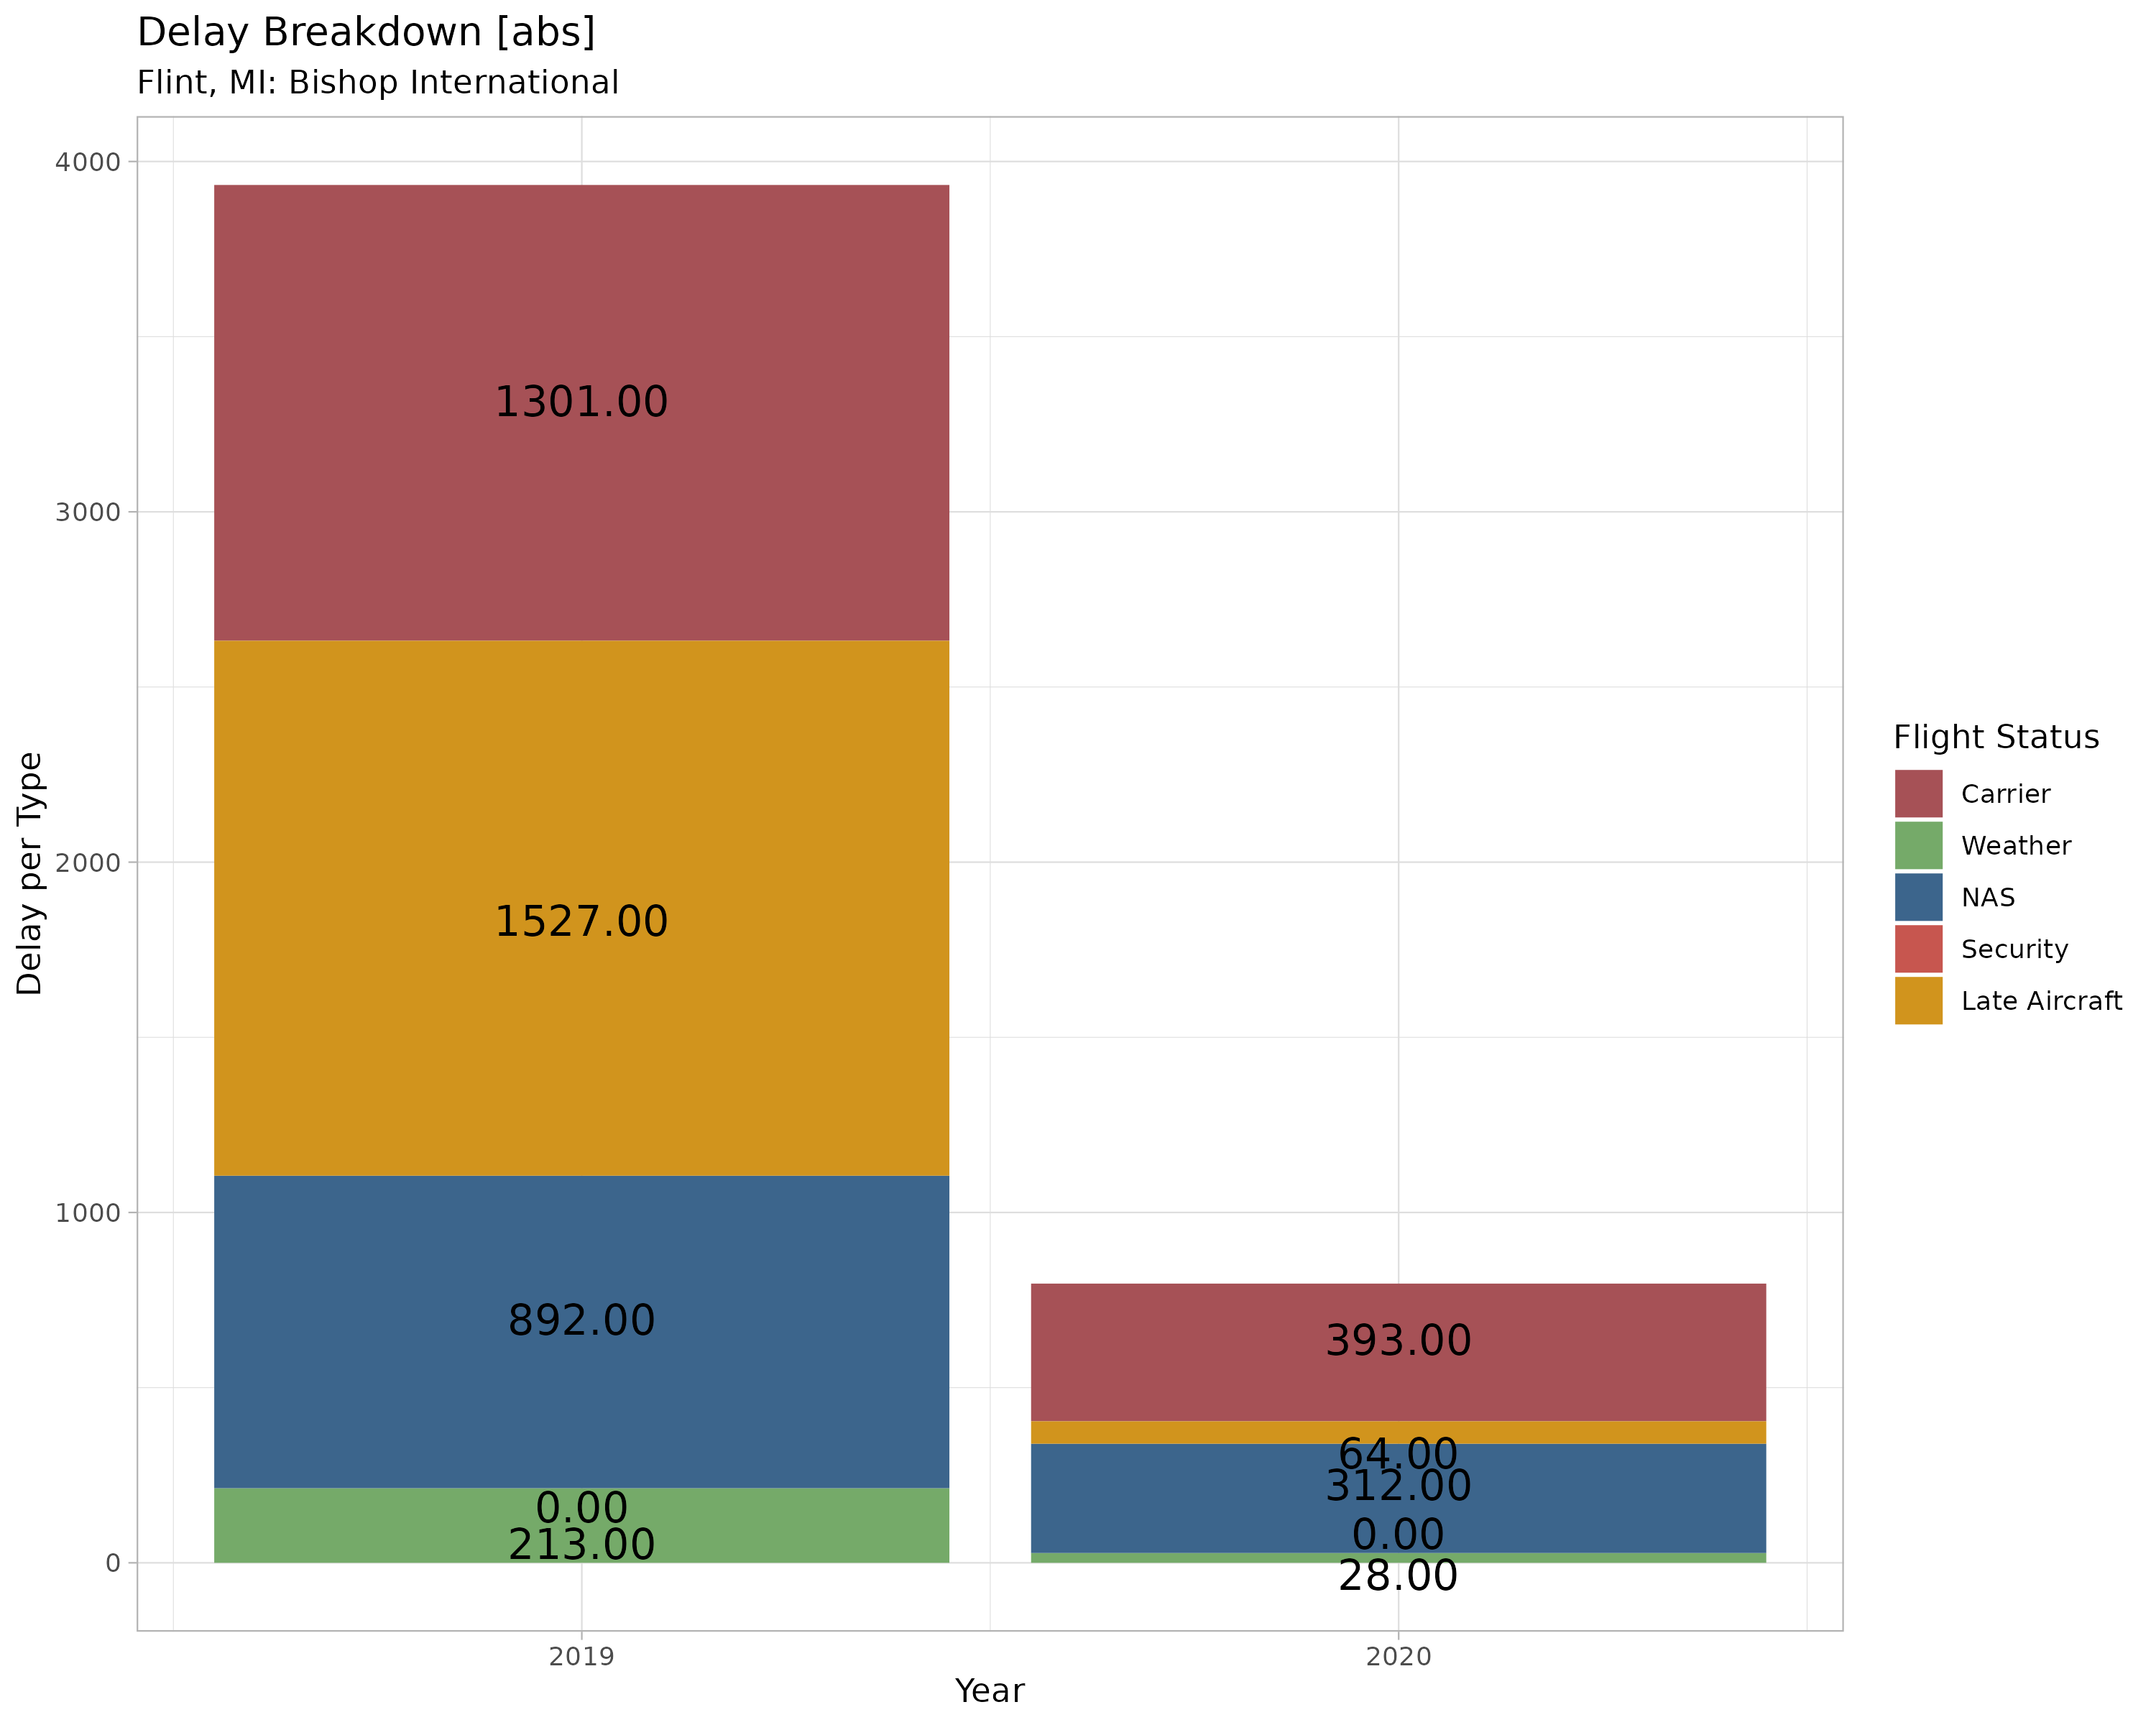 Delay Breakdown [abs]
Flint, MI: Bishop International
Delay per Type
4000
3000
2000
1000
0
1301.00
1527.00
892.00
0.00
213.00
393.00
64.00
312.00
0.00
28.00
2019
2020
Year
Flight Status
Carrier
Weather
NAS
Security
Late Aircraft